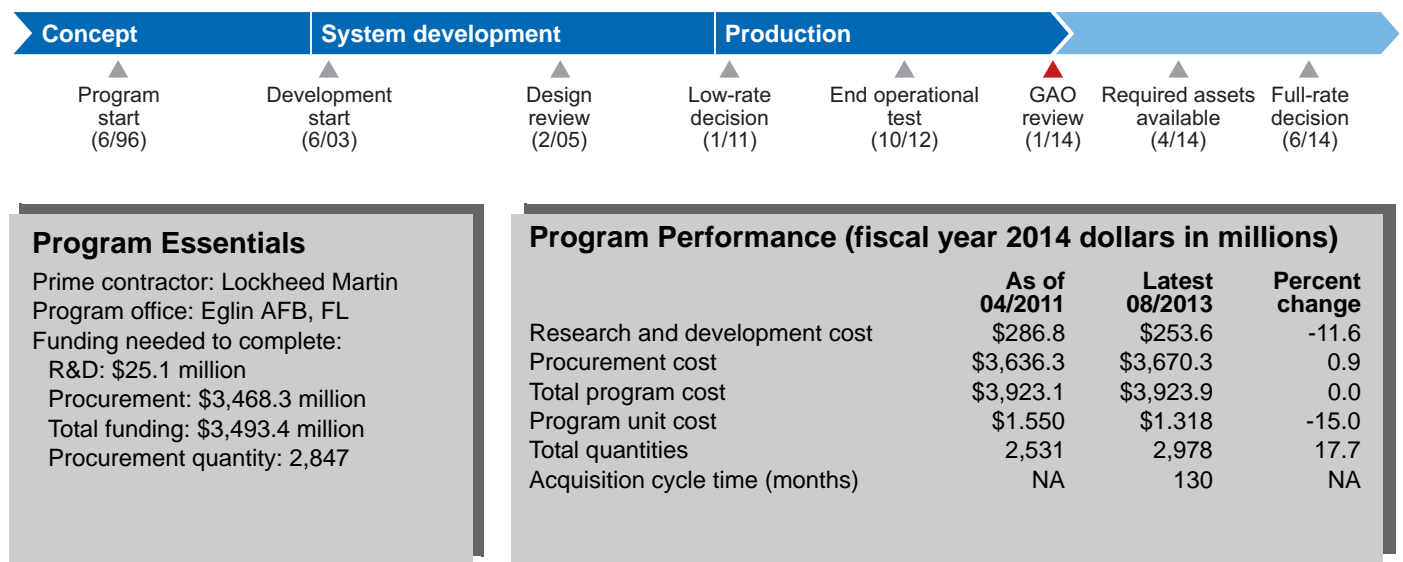 Concept System development Production
Program start (6/96)
Development start (6/03)
Design review (2/05)
Low-rate decision (1/11)
End operational test (10/12)
GAO review (1/14)
Required assets available (4/14)
Full-rate decision (6/14)
Program Essentials
Prime contractor: Lockheed Martin
Program office: Eglin AFB, FL
Funding needed to complete:
R&D: $25.1 million
Procurement: $3,468.3 million
Total funding: $3,493.4 million
Procurement quantity: 2,847
Program Performance (fiscal year 2014 dollars in millions)
As of Latest Percent
04/2011 08/2013 change
Research and development cost $286.8 $253.6 -11.6
Procurement cost $3,636.3 $3,670.3 0.9
Total program cost $3,923.1 $3,923.9 0.0
Program unit cost $1.550 $1.318 -15.0
Total quantities 2,531 2,978 17.7
Acquisition cycle time (months) NA 130 NA